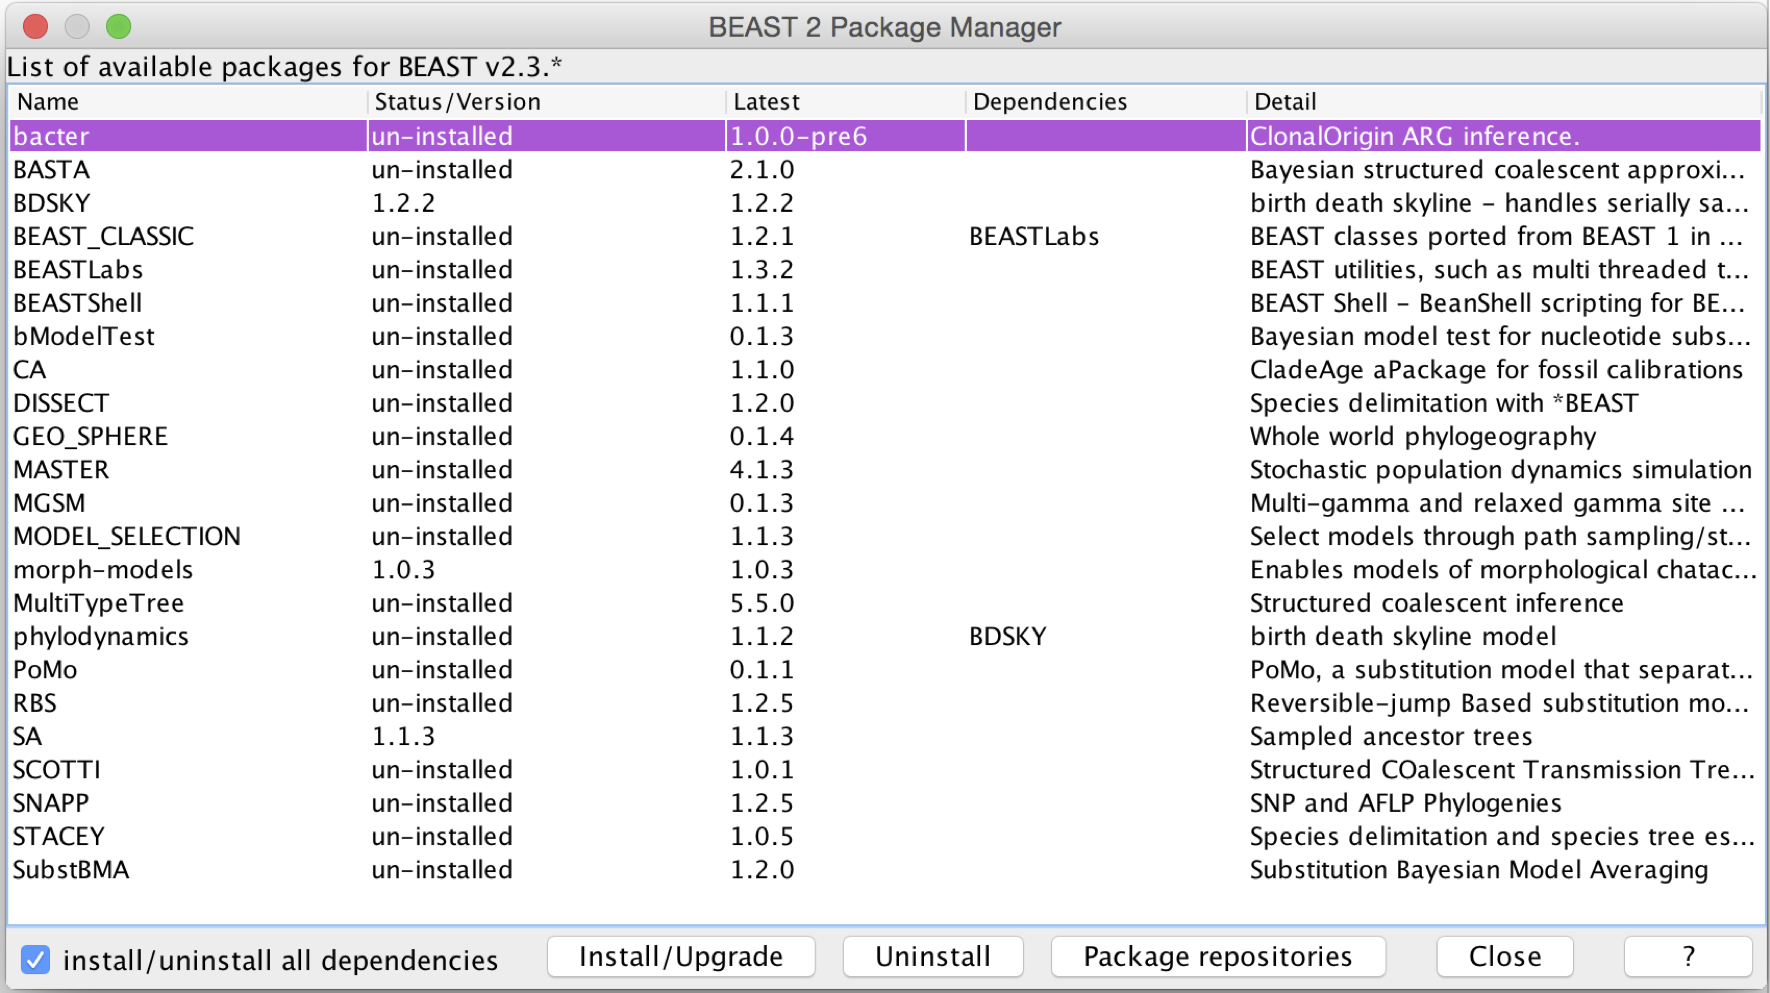 BEAST 2 Package Manager
List of available packages for BEAST v2.3.*
Name Status/Version Latest Dependencies Detail
bacter un-installed 1.0.0-pre6 ClonalOrigin ARG inference.
BASTA un-installed 2.1.0 Bayesian structured coalescent approxi...
BDSKY 1.2.2 1.2.2 birth death skyline - handles serially sa...
BEAST_CLASSIC un-installed 1.2.1 BEASTLabs BEAST classes ported from BEAST 1 in ...
BEASTLabs un-installed 1.3.2 BEAST utilities, such as multi threaded t...
BEASTShell un-installed 1.1.1 BEAST Shell - BeanShell scripting for BE...
bModelTest un-installed 0.1.3 Bayesian model test for nucleotide subs...
CA un-installed 1.1.0 CladeAge aPackage for fossil calibrations
DISSECT un-installed 1.2.0 Species delimitation with *BEAST
GEO_SPHERE un-installed 0.1.4 Whole world phylogeography
MASTER un-installed 4.1.3 Stochastic population dynamics simulation
MGSM un-installed 0.1.3 Multi-gamma and relaxed gamma site ...
MODEL_SELECTION un-installed 1.1.3 Select models through path sampling/st...
morph-models 1.0.3 1.0.3 Enables models of morphological chatac...
MultiTypeTree un-installed 5.5.0 Structured coalescent inference
phylodynamics un-installed 1.1.2 BDSKY birth death skyline model
PoMo un-installed 0.1.1 PoMo, a substitution model that separat...
RBS un-installed 1.2.5 Reversible-jump Based substitution mo...
SA 1.1.3 1.1.3 Sampled ancestor trees
SCOTTI un-installed 1.0.1 Structured COalescent Transmission Tre...
SNAPP un-installed 1.2.5 SNP and AFLP Phylogenies
STACEY un-installed 1.0.5 Species delimitation and species tree es...
SubstBMA un-installed 1.2.0 Substitution Bayesian Model Averaging
install/uninstall all dependencies Install/Upgrade Uninstall Package repositories Close ?